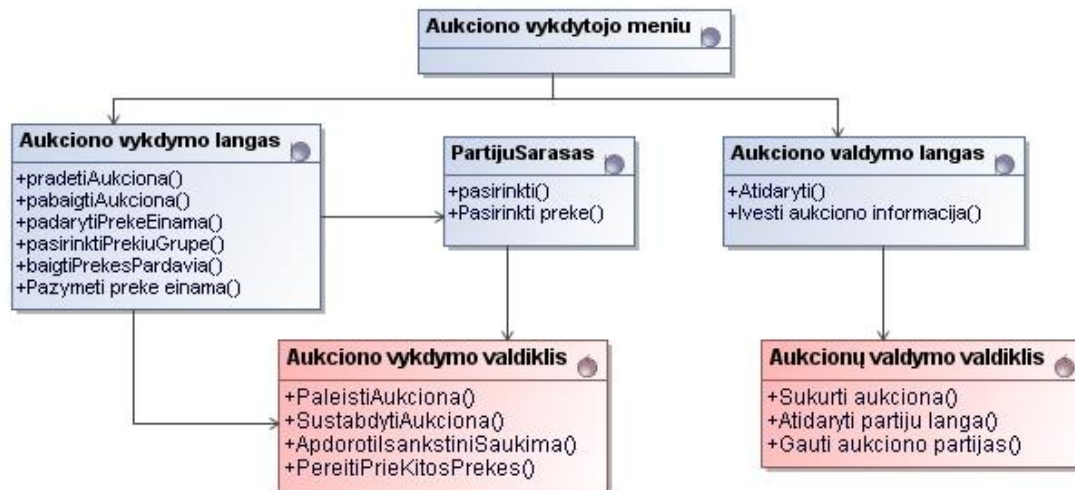 Aukciono vykdytojo meniu
Aukciono vykdymo langas
+pradetiAukciona()
+pabaigtiAukciona()
+padarytiPrekeEinama()
+pasirinktiPrekiuGrupe()
+baigtiPrekesPardavia()
+Pazymeti preke einama()
PartijuSarasas
+pasirinkti()
+Pasirinkti preke()
Aukciono valdymo langas
+Atidaryti()
+Ivesti aukciono informacija()
Aukciono vykdymo valdiklis
+PaleistiAukciona()
+SustabdytiAukciona()
+ApdorotiIsankstiniSaukima()
+PereitiPrieKitosPrekes()
Aukcionų valdymo valdiklis
+Sukurti aukciona()
+Atidaryti partiju langa()
+Gauti aukciono partijas()